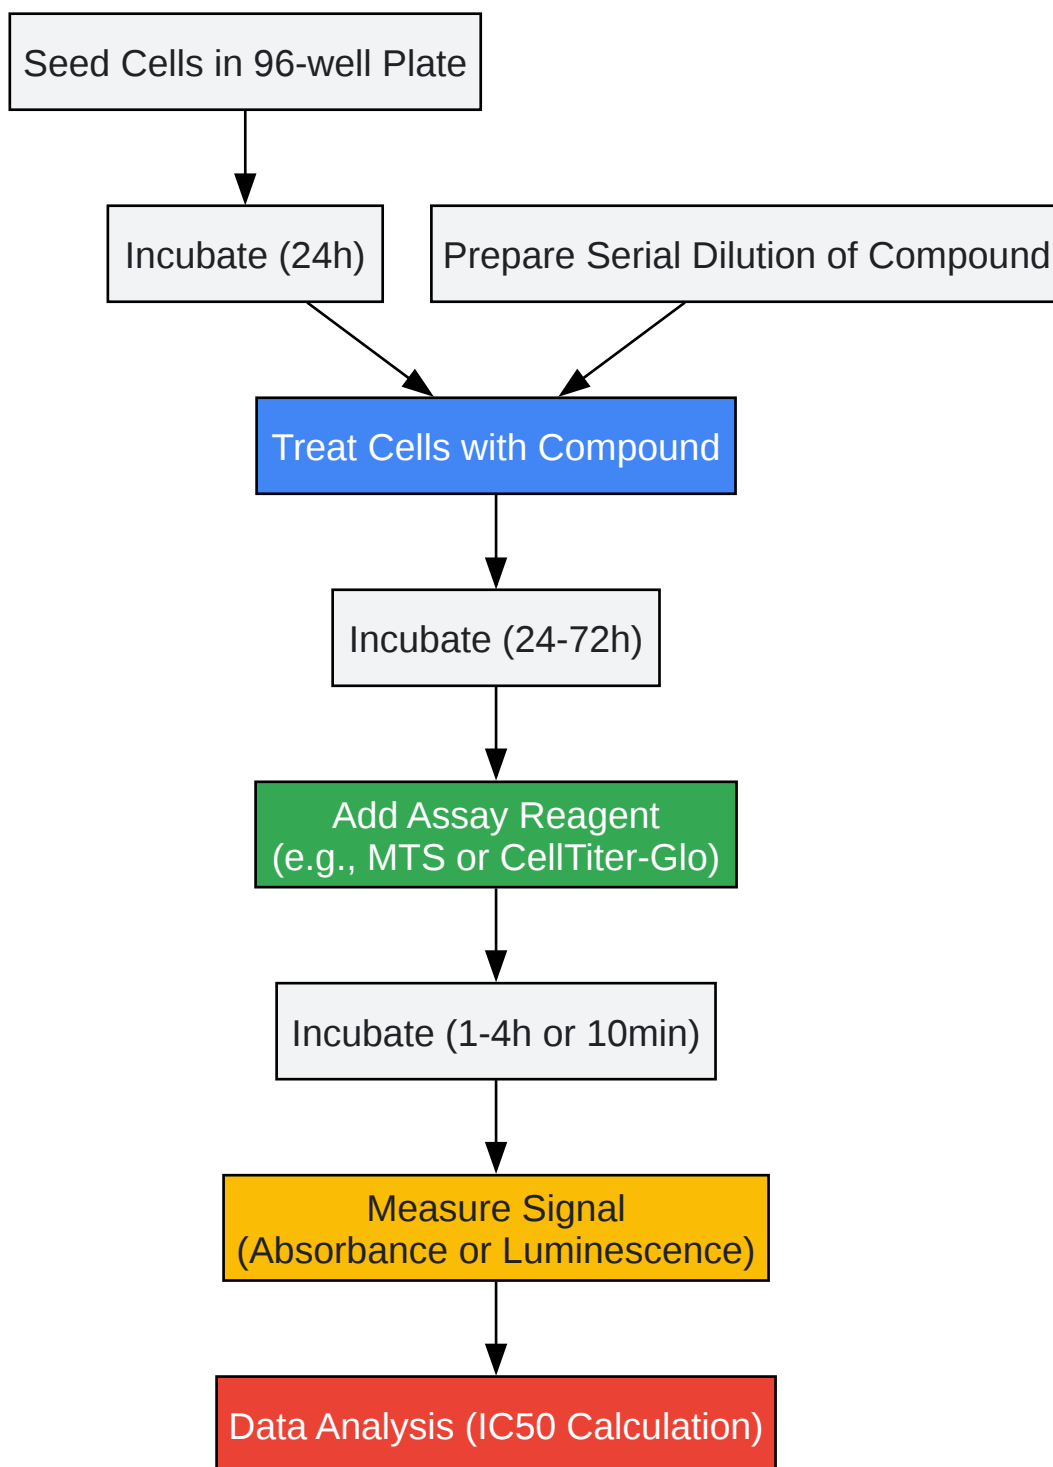 Seed Cells in 96-well Plate
Incubate (24h)
Prepare Serial Dilution of Compound
Treat Cells with Compound
Incubate (24-72h)
Add Assay Reagent
(e.g., MTS or CellTiter-Glo)
Incubate (1-4h or 10min)
Measure Signal
(Absorbance or Luminescence)
Data Analysis (IC50 Calculation)